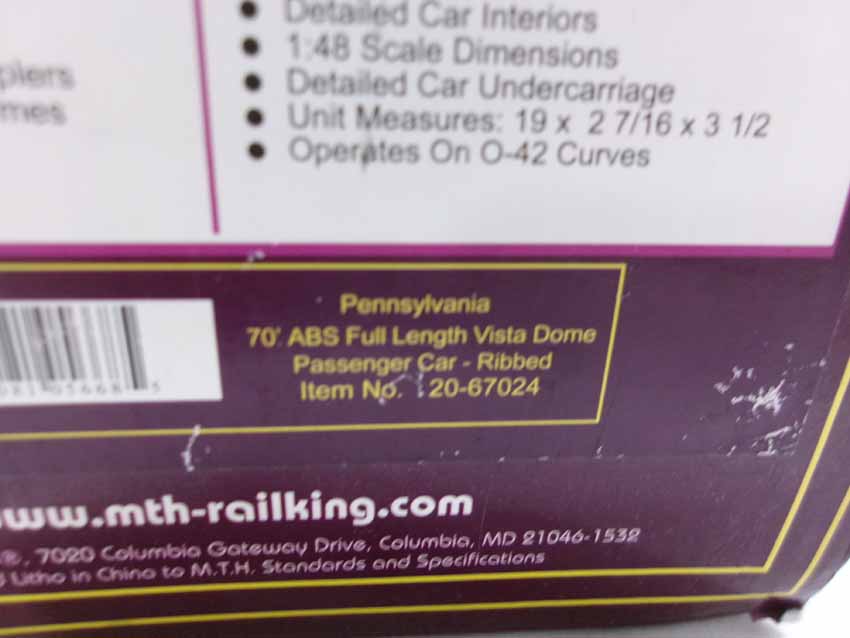 Detailed Car Interiors
1:48 Scale Dimensions
Detailed Car Undercarriage
Unit Measures: 19 x 2 7/16 x 3 1/2
Operates On O-42 Curves
plers
mes
Pennsylvania
70' ABS Full Length Vista Dome
Passenger Car - Ribbed
Item No. 20-67024
www.mth-railking.com
®, 7020 Columbia Gateway Drive, Columbia, MD 21046-1532
Litho in China to M.T.H. Standards and Specifications